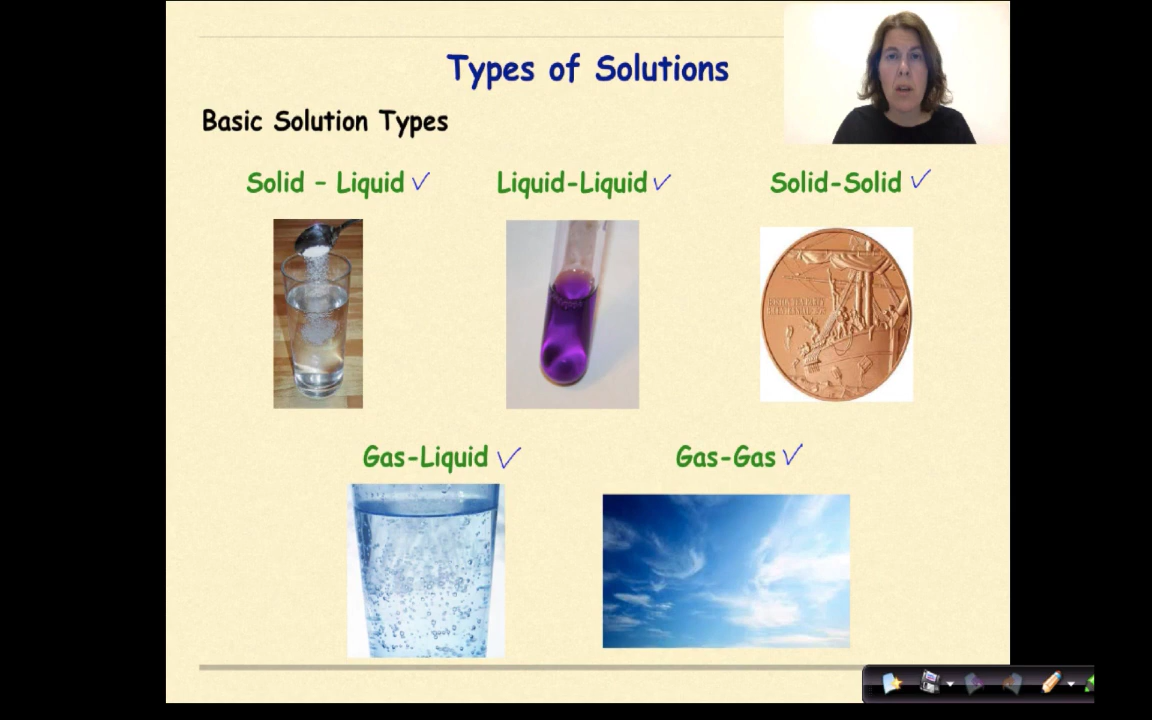 Types of Solutions
Basic Solution Types
Solid – Liquid ✓ Liquid-Liquid ✓ Solid-Solid ✓
Gas-Liquid ✓ Gas-Gas ✓